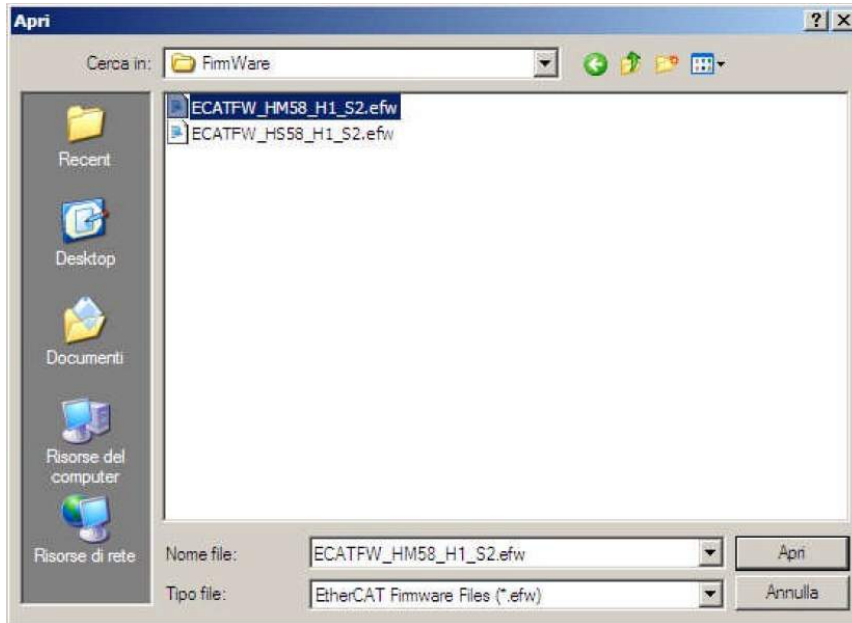 Apri
Cerca in: FirmWare
ECATFW_HM58_H1_S2.efw
ECATFW_HS58_H1_S2.efw
Recent
Desktop
Documenti
Risorse del
computer
Risorse di rete
Nome file: ECATFW_HM58_H1_S2.efw Apri
Tipo file: EtherCAT Firmware Files (*.efw) Annulla